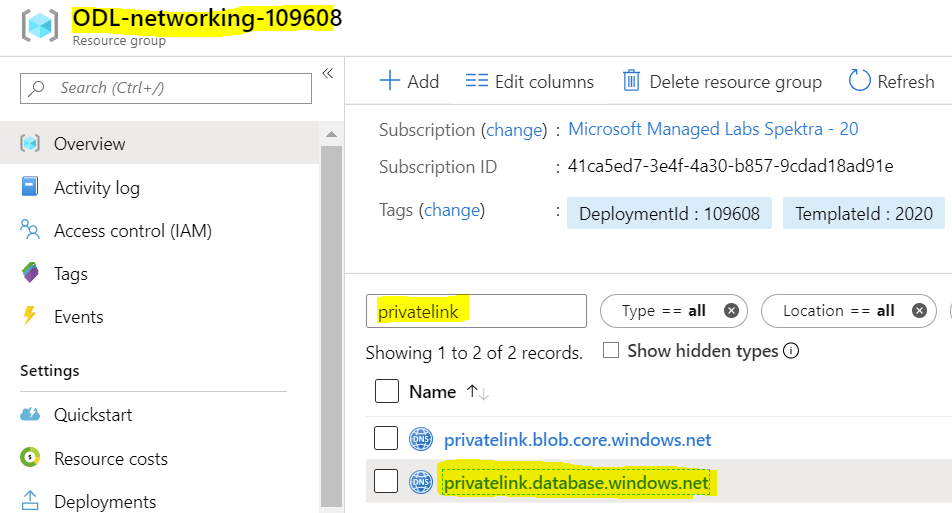 ODL-networking-109608
Resource group
Search (Ctrl+/)
«
Overview
Activity log
Access control (IAM)
Tags
Events
Settings
Quickstart
Resource costs
Deployments
+ Add Edit columns Delete resource group Refresh
Subscription (change) : Microsoft Managed Labs Spektra - 20
Subscription ID : 41ca5ed7-3e4f-4a30-b857-9cdad18ad91e
Tags (change) : DeploymentId : 109608 TemplateId : 2020
privatelink Type == all Location == all
Showing 1 to 2 of 2 records. Show hidden types
Name ↑↓
DNS privatelink.blob.core.windows.net
DNS privatelink.database.windows.net